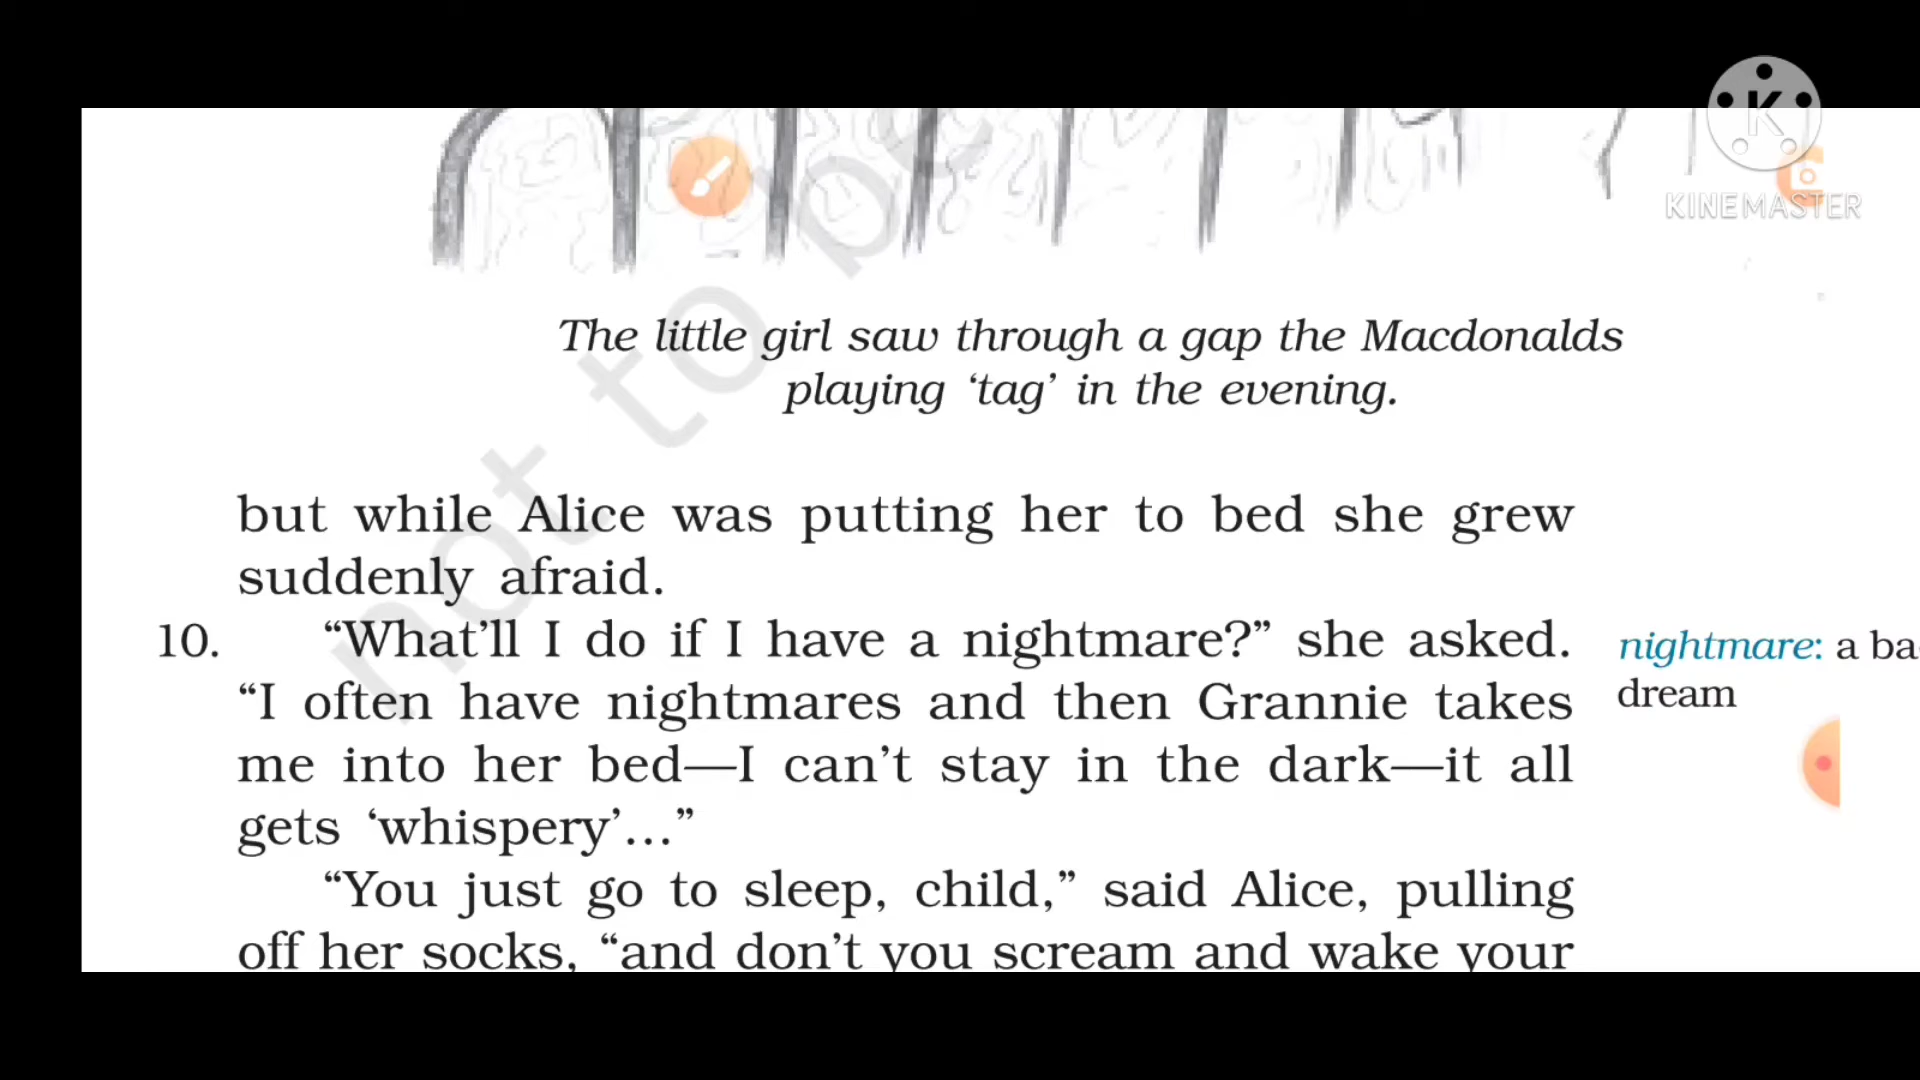 KINEMASTER
not to be
The little girl saw through a gap the Macdonalds
playing ‘tag’ in the evening.
but while Alice was putting her to bed she grew
suddenly afraid.
10. “What’ll I do if I have a nightmare?” she asked.
“I often have nightmares and then Grannie takes
me into her bed—I can’t stay in the dark—it all
gets ‘whispery’...”
“You just go to sleep, child,” said Alice, pulling
off her socks, “and don’t you scream and wake your
nightmare: a ba
dream